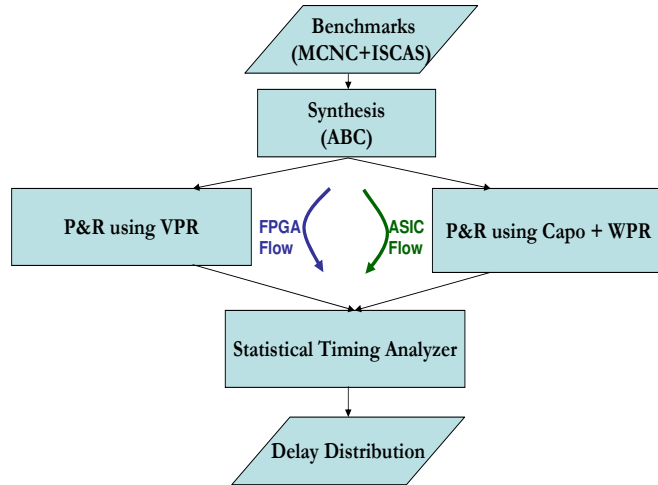 Benchmarks
(MCNC+ISCAS)
Synthesis
(ABC)
P&R using VPR
FPGA
Flow
ASIC
Flow
P&R using Capo + WPR
Statistical Timing Analyzer
Delay Distribution